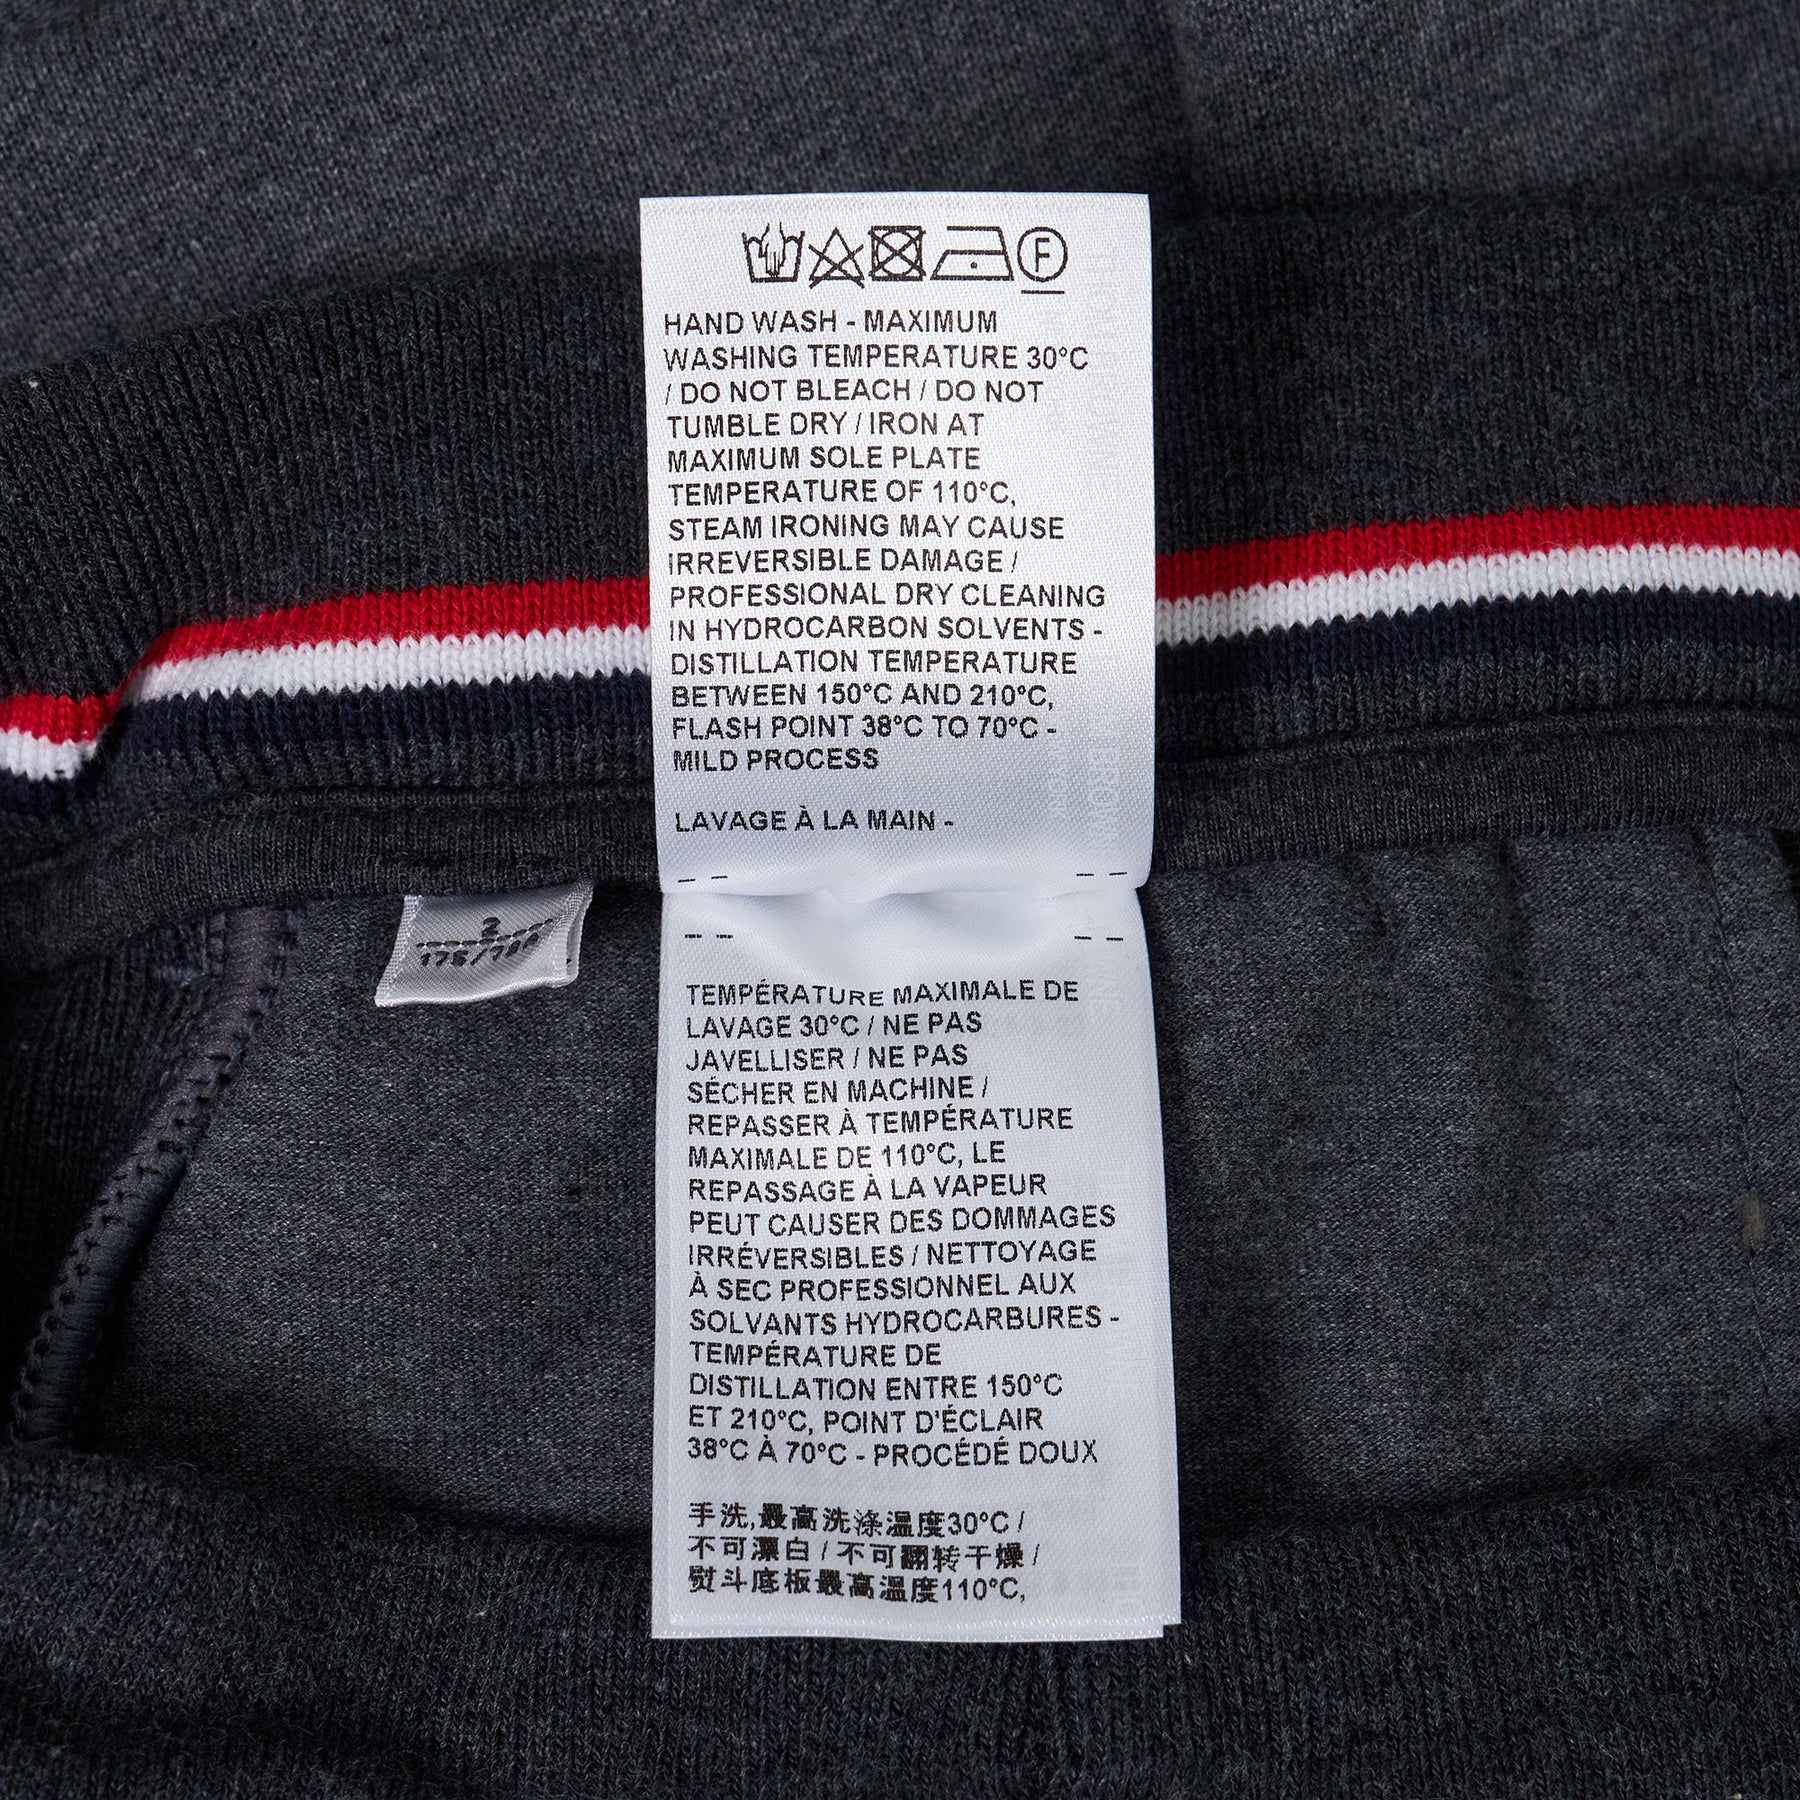 F
HAND WASH - MAXIMUM
WASHING TEMPERATURE 30°C
/ DO NOT BLEACH / DO NOT
TUMBLE DRY / IRON AT
MAXIMUM SOLE PLATE
TEMPERATURE OF 110°C,
STEAM IRONING MAY CAUSE
IRREVERSIBLE DAMAGE /
PROFESSIONAL DRY CLEANING
IN HYDROCARBON SOLVENTS -
DISTILLATION TEMPERATURE
BETWEEN 150°C AND 210°C,
FLASH POINT 38°C TO 70°C -
MILD PROCESS
LAVAGE À LA MAIN -
2
TEMPÉRATURE MAXIMALE DE
LAVAGE 30°C / NE PAS
JAVELLISER / NE PAS
SÉCHER EN MACHINE /
REPASSER À TEMPÉRATURE
MAXIMALE DE 110°C, LE
REPASSAGE À LA VAPEUR
PEUT CAUSER DES DOMMAGES
IRRÉVERSIBLES / NETTOYAGE
À SEC PROFESSIONNEL AUX
SOLVANTS HYDROCARBURES -
TEMPÉRATURE DE
DISTILLATION ENTRE 150°C
ET 210°C, POINT D'ÉCLAIR
38°C À 70°C - PROCÉDÉ DOUX
手洗,最高洗涤温度30°C /
不可漂白 / 不可翻转干燥 /
熨斗底板最高温度110°C,